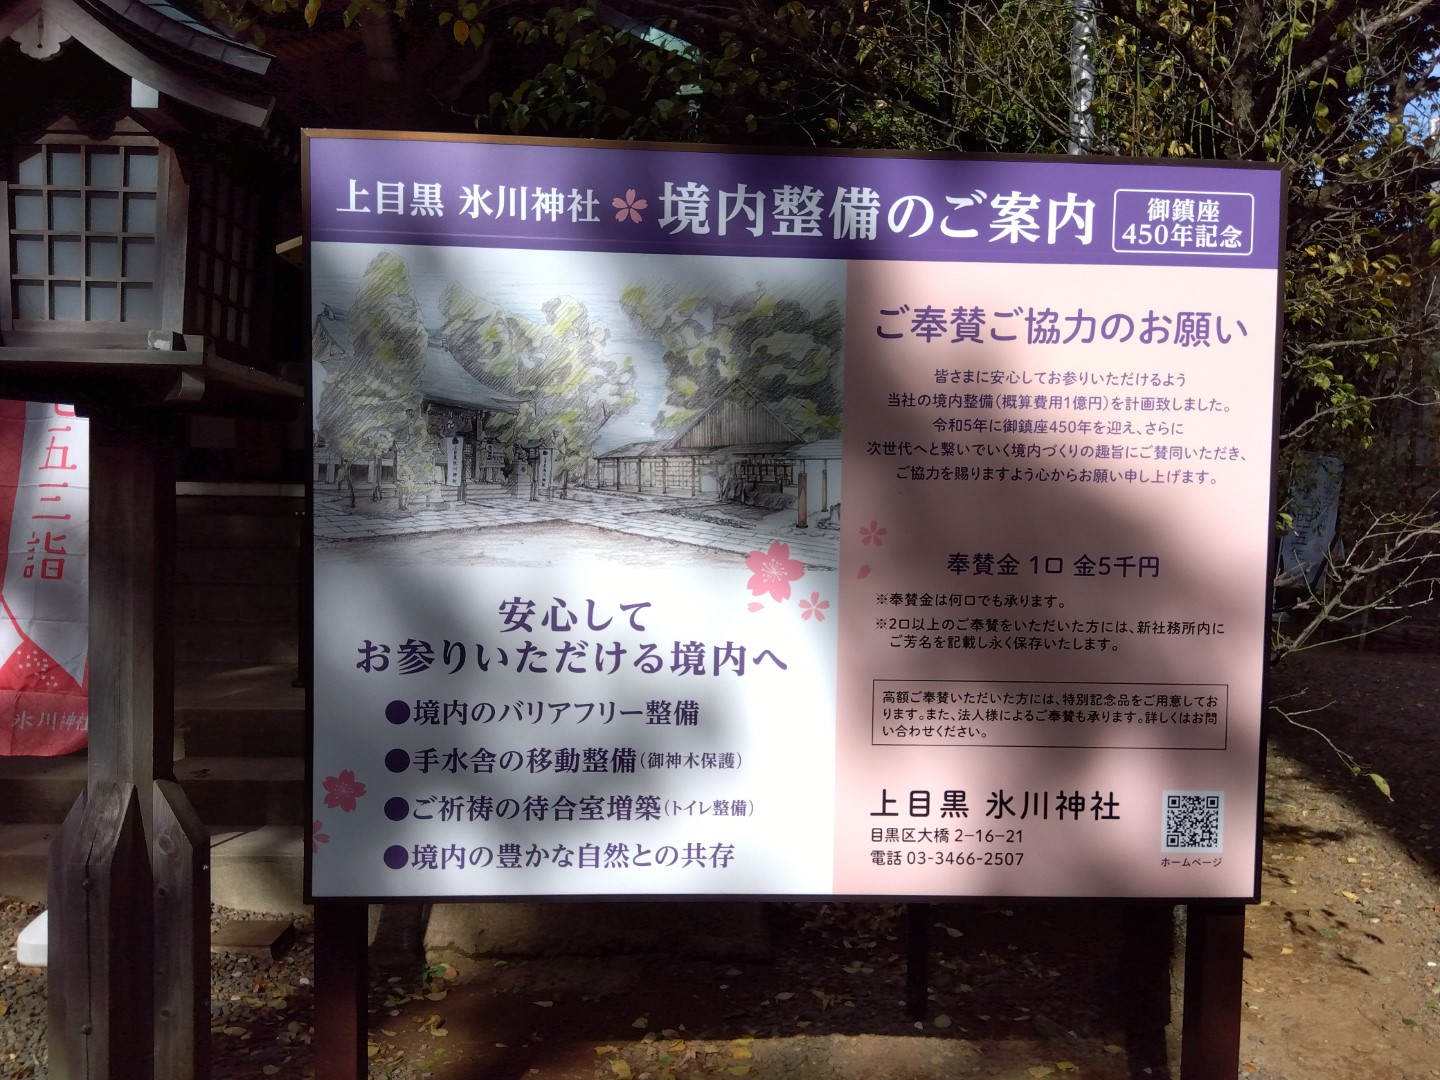 上目黒 氷川神社 境内整備のご案内
御鎮座
450年記念
ご奉賛ご協力のお願い
皆さまに安心してお参りいただけるよう
当社の境内整備(概算費用1億円)を計画致しました。
令和5年に御鎮座450年を迎え、さらに
次世代へと繋いでいく境内づくりの趣旨にご賛同いただき、
ご協力を賜りますよう心からお願い申し上げます。
奉賛金 1口 金5千円
※奉賛金は何口でも承ります。
※2口以上のご奉賛をいただいた方には、新社務所内に
ご芳名を記載し永く保存いたします。
高額ご奉賛いただいた方には、特別記念品をご用意してお
ります。また、法人様によるご奉賛も承ります。詳しくはお問
い合わせください。
上目黒 氷川神社
目黒区大橋 2-16-21
電話 03-3466-2507
ホームページ
安心して
お参りいただける境内へ
●境内のバリアフリー整備
●手水舎の移動整備(御神木保護)
●ご祈祷の待合室増築(トイレ整備)
●境内の豊かな自然との共存
七五三詣
氷川神社